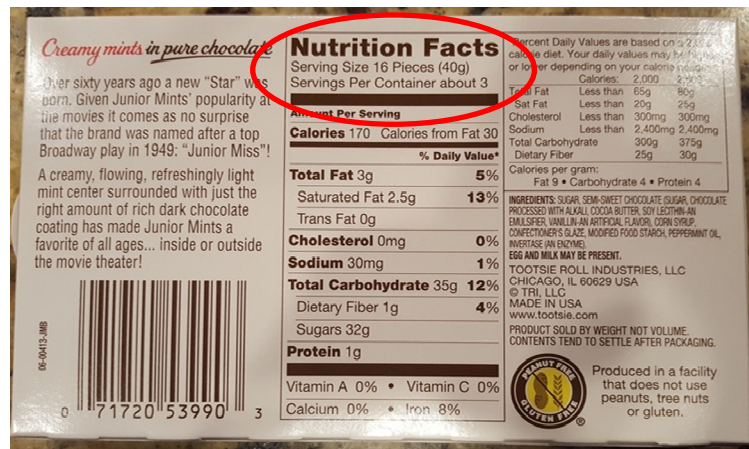 Creamy mints in pure chocolate
Over sixty years ago a new "Star" was
born. Given Junior Mints' popularity at
the movies it comes as no surprise
that the brand was named after a top
Broadway play in 1949: "Junior Miss"!
A creamy, flowing, refreshingly light
mint center surrounded with just the
right amount of rich dark chocolate
coating has made Junior Mints a
favorite of all ages... inside or outside
the movie theater!
06-00413-JMB
0 71720 53990 3
Nutrition Facts
Serving Size 16 Pieces (40g)
Servings Per Container about 3
Amount Per Serving
Calories 170 Calories from Fat 30
% Daily Value*
Total Fat 3g 5%
Saturated Fat 2.5g 13%
Trans Fat 0g
Cholesterol 0mg 0%
Sodium 30mg 1%
Total Carbohydrate 35g 12%
Dietary Fiber 1g 4%
Sugars 32g
Protein 1g
Vitamin A 0% • Vitamin C 0%
Calcium 0% • Iron 8%
Percent Daily Values are based on a
calorie diet. Your daily values may be
or lower depending on your calorie
Calories: 2,000
Total Fat Less than 65g 80g
Sat Fat Less than 20g 25g
Cholesterol Less than 300mg 300mg
Sodium Less than 2,400mg 2,400mg
Total Carbohydrate 300g 375g
Dietary Fiber 25g 30g
Calories per gram:
Fat 9 • Carbohydrate 4 • Protein 4
INGREDIENTS: SUGAR, SEMI-SWEET CHOCOLATE (SUGAR, CHOCOLATE
PROCESSED WITH ALKALI, COCOA BUTTER, SOY LECITHIN-AN
EMULSIFIER, VANILLIN-AN ARTIFICIAL FLAVOR), CORN SYRUP,
CONFECTIONER'S GLAZE, MODIFIED FOOD STARCH, PEPPERMINT OIL,
INVERTASE (AN ENZYME).
EGG AND MILK MAY BE PRESENT.
TOOTSIE ROLL INDUSTRIES, LLC
CHICAGO, IL 60629 USA
© TRI, LLC
MADE IN USA
www.tootsie.com
PRODUCT SOLD BY WEIGHT NOT VOLUME.
CONTENTS TEND TO SETTLE AFTER PACKAGING.
PEANUT FREE
GLUTEN FREE
®
Produced in a facility
that does not use
peanuts, tree nuts
or gluten.